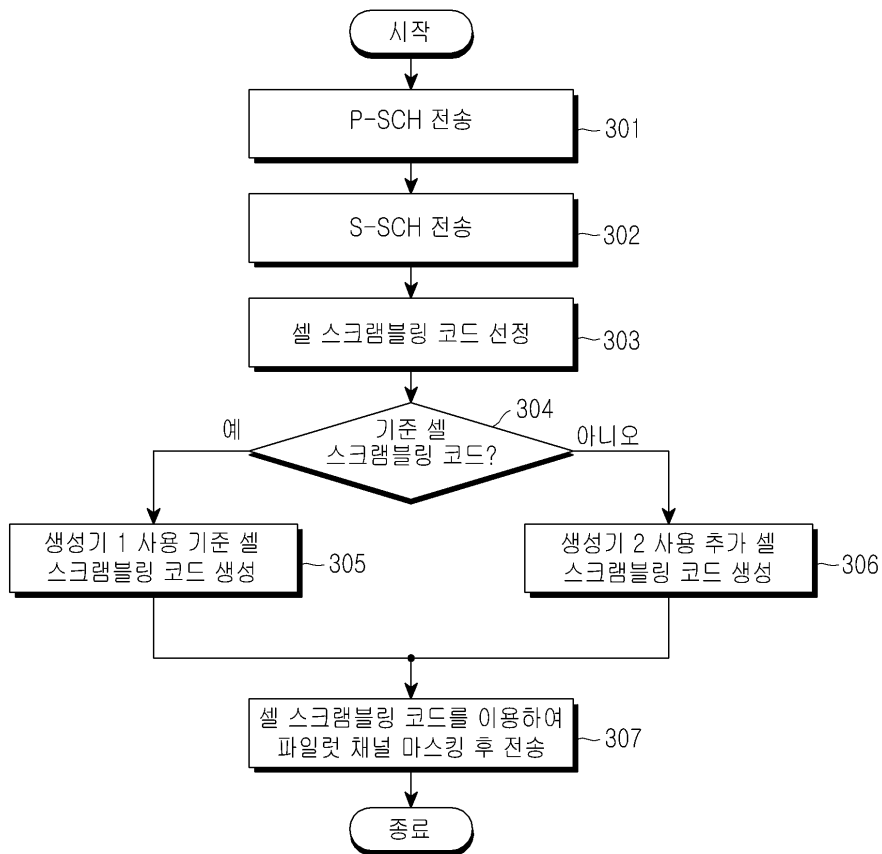 시작
P-SCH 전송
301
S-SCH 전송
302
셀 스크램블링 코드 선정
303
304
예
기준 셀
스크램블링 코드?
아니오
생성기 1 사용 기준 셀
스크램블링 코드 생성
305
생성기 2 사용 추가 셀
스크램블링 코드 생성
306
셀 스크램블링 코드를 이용하여
파일럿 채널 마스킹 후 전송
307
종료